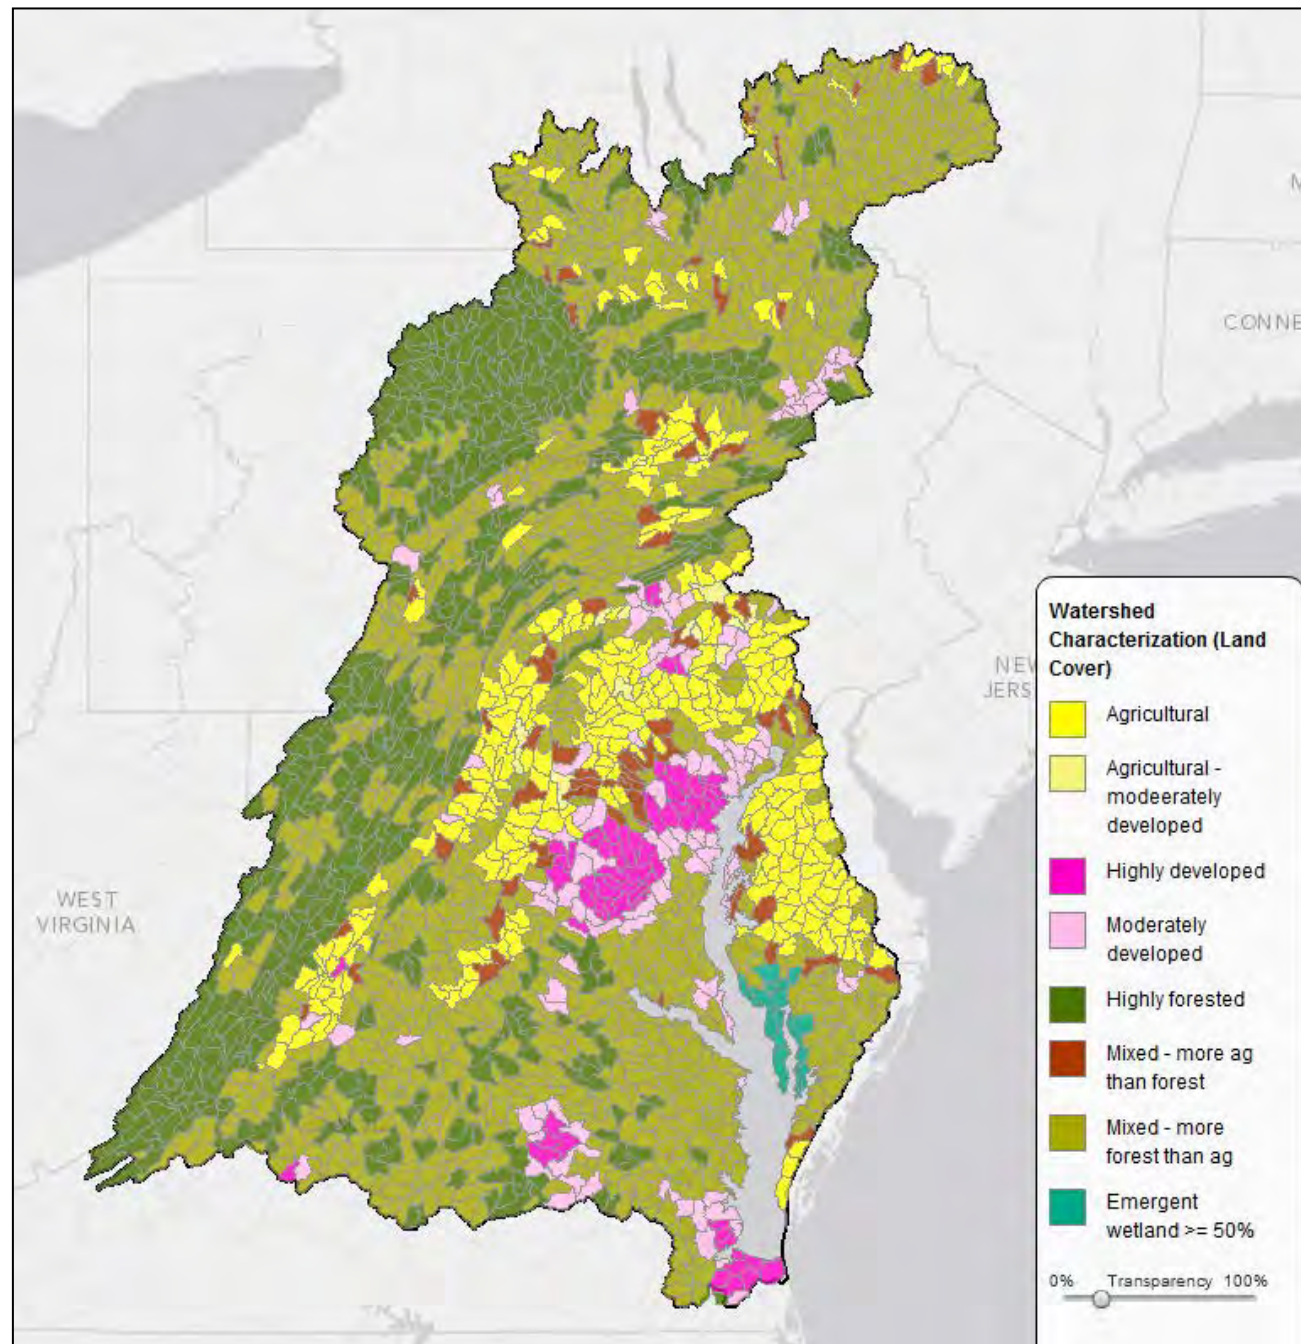 M
CONNE
NEW
JERS
WEST
VIRGINIA
Watershed
Characterization (Land
Cover)
Agricultural
Agricultural -
modeerately
developed
Highly developed
Moderately
developed
Highly forested
Mixed - more ag
than forest
Mixed - more
forest than ag
Emergent
wetland >= 50%
0% Transparency 100%